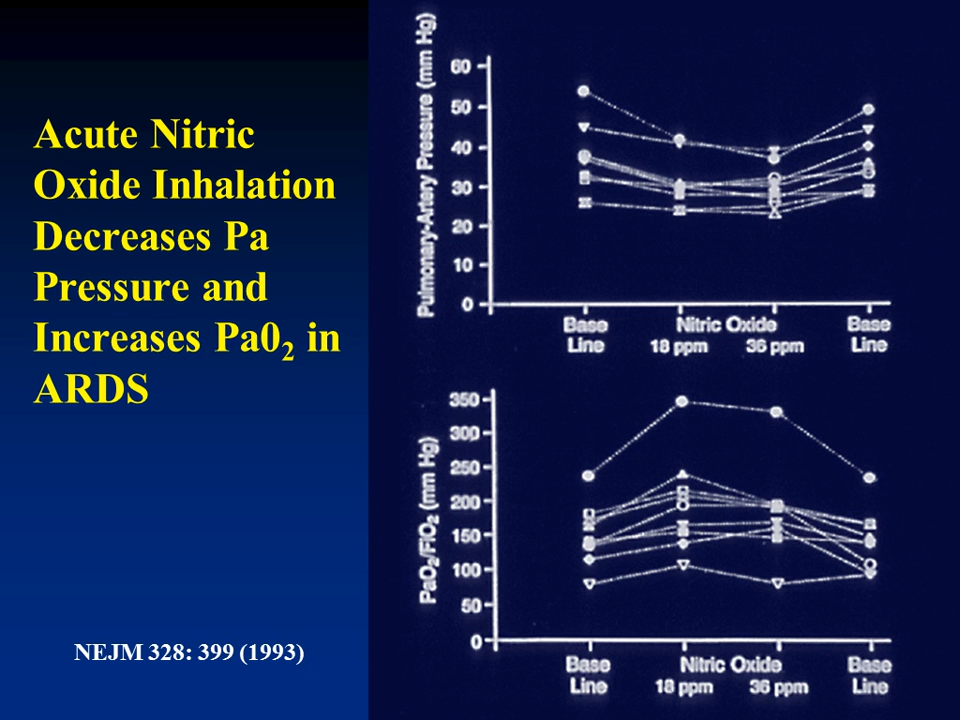 Acute Nitric
Oxide Inhalation
Decreases Pa
Pressure and
Increases Pa0₂ in
ARDS
NEJM 328: 399 (1993)
Pulmonary-Artery Pressure (mm Hg)
60
50
40
30
20
10
0
Base Line
Nitric Oxide
18 ppm 36 ppm
Base Line
PaO₂/FiO₂ (mm Hg)
350
300
250
200
150
100
50
0
Base Line
Nitric Oxide
18 ppm 36 ppm
Base Line